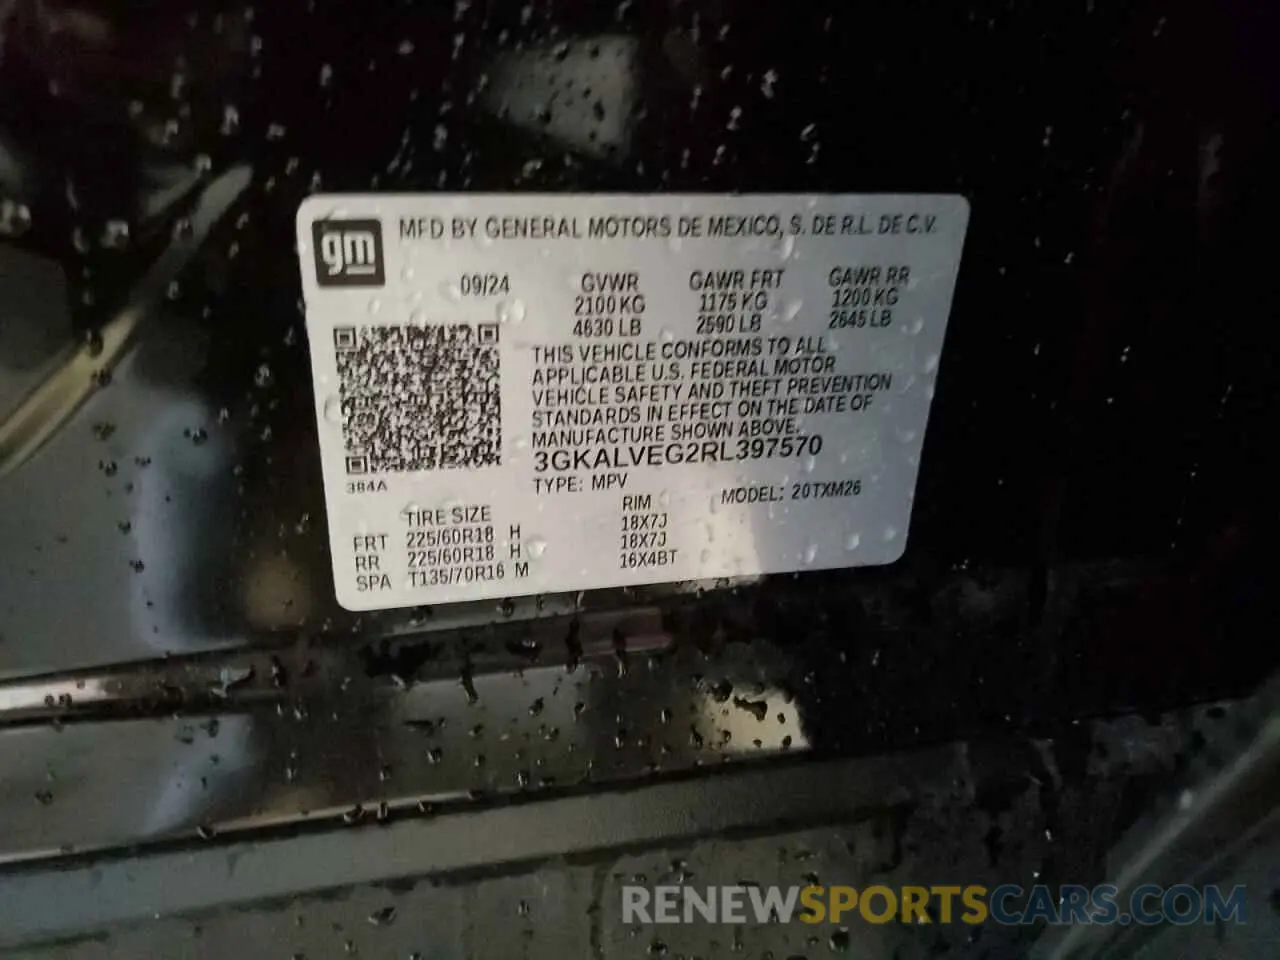 gm
MFD BY GENERAL MOTORS DE MEXICO, S. DE R.L. DE C.V.
09/24 GVWR GAWR FRT GAWR RR
2100 KG 1175 KG 1200 KG
4630 LB 2590 LB 2645 LB
THIS VEHICLE CONFORMS TO ALL
APPLICABLE U.S. FEDERAL MOTOR
VEHICLE SAFETY AND THEFT PREVENTION
STANDARDS IN EFFECT ON THE DATE OF
MANUFACTURE SHOWN ABOVE.
3GKALVEG2RL397570
384A
TYPE: MPV MODEL: 20TXM26
TIRE SIZE RIM
FRT 225/60R18 H 18X7J
RR 225/60R18 H 18X7J
SPA T135/70R16 M 16X4BT
RENEWSPORTSCARS.COM